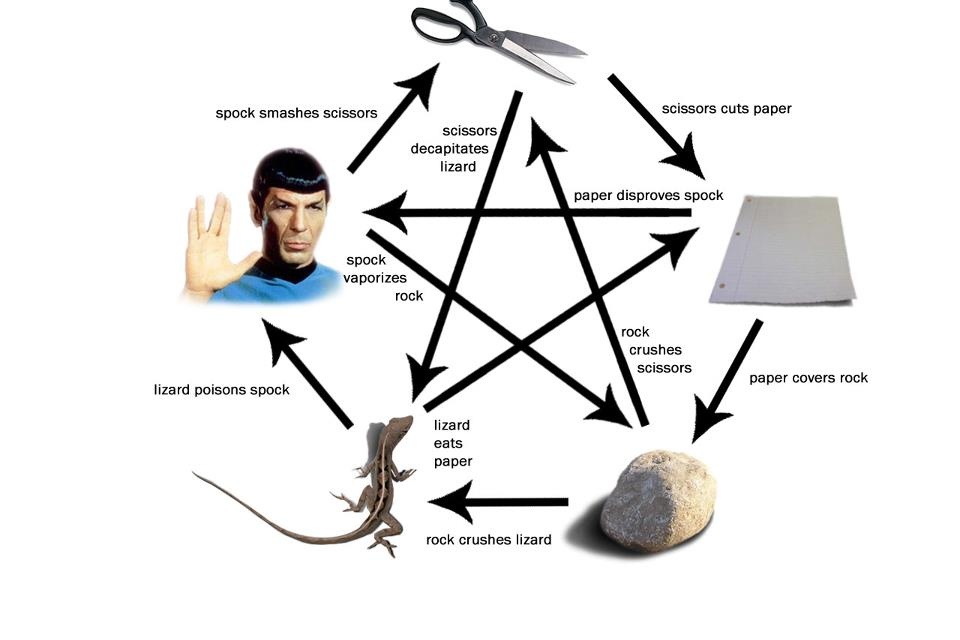 spock smashes scissors
scissors cuts paper
scissors
decapitates
lizard
paper disproves spock
spock
vaporizes
rock
rock
crushes
scissors
paper covers rock
lizard poisons spock
lizard
eats
paper
rock crushes lizard